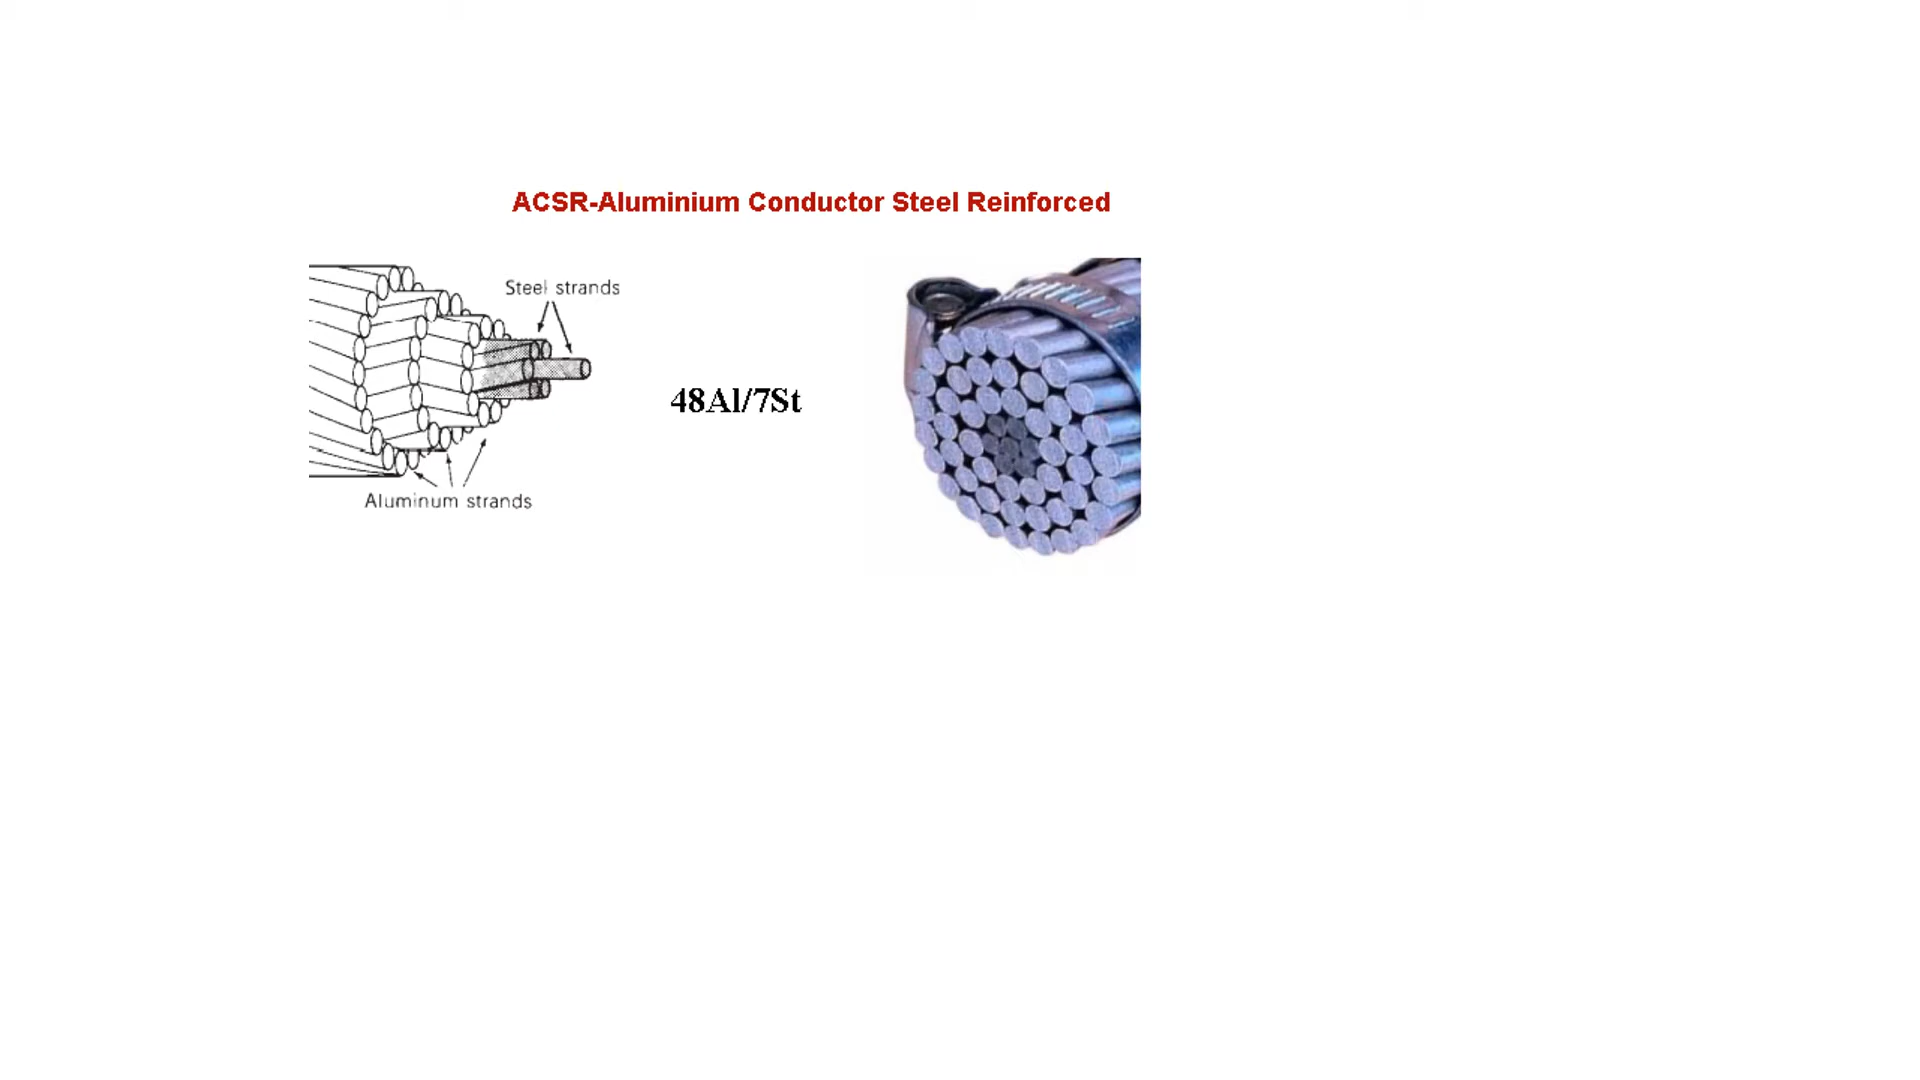 ACSR-Aluminium Conductor Steel Reinforced
Steel strands
48Al/7St
Aluminum strands